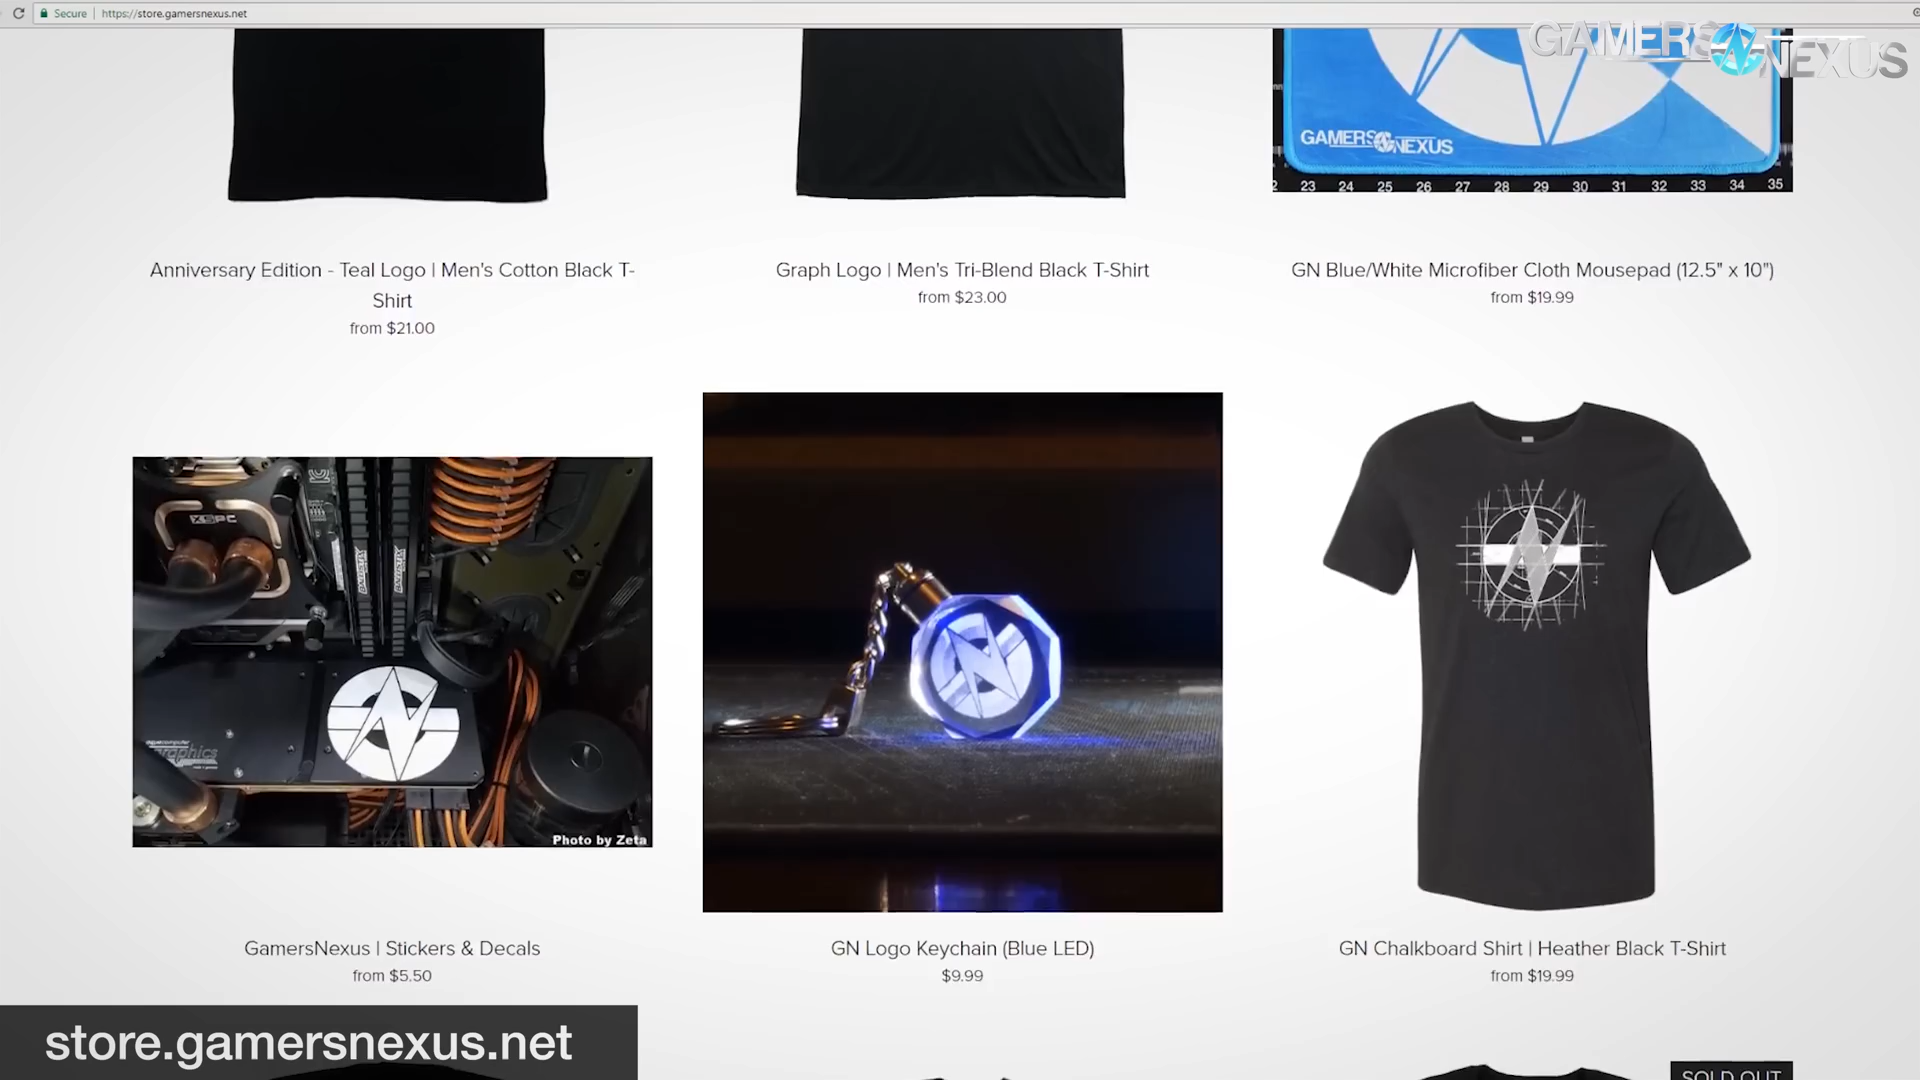 Secure | https://store.gamersnexus.net
GAMERS NEXUS
GAMERS NEXUS
23 24 25 26 27 28 29 30 31 32 33 34 35
Anniversary Edition - Teal Logo | Men's Cotton Black T-
Shirt
from $21.00
Graph Logo | Men's Tri-Blend Black T-Shirt
from $23.00
GN Blue/White Microfiber Cloth Mousepad (12.5" x 10")
from $19.99
XSPC
BALLISTIX
BALLISTIX
graphics
Photo by Zeta
GamersNexus | Stickers & Decals
from $5.50
GN Logo Keychain (Blue LED)
$9.99
GN Chalkboard Shirt | Heather Black T-Shirt
from $19.99
store.gamersnexus.net
SOLD OUT